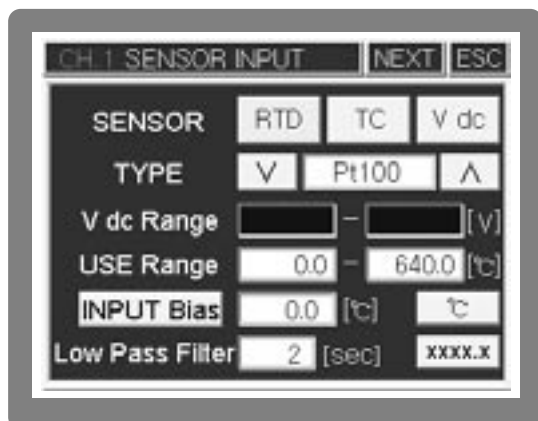 CH 1 SENSOR INPUT NEXT ESC
SENSOR RTD TC V dc
TYPE V Pt100 Λ
V dc Range - [V]
USE Range 0.0 - 640.0 [℃]
INPUT Bias 0.0 [℃] ℃
Low Pass Filter 2 [sec] xxxx.x